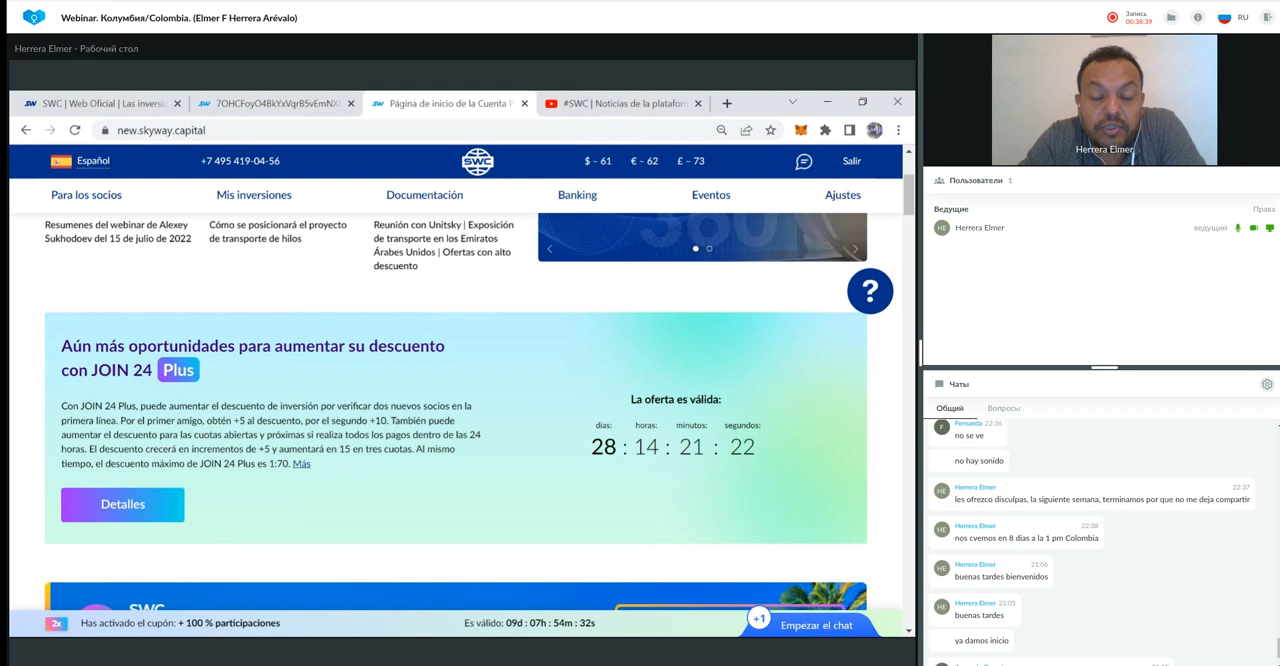 Webinar. Колумбия/Colombia. (Elmer F Herrera Arévalo)
Запись
00:38:39
RU
Herrera Elmer - Рабочий стол
SWC | Web Oficial | Las inversi
7OHCFoyO4BkYxVqrB5vEmNX
Página de inicio de la Cuenta P
#SWC | Noticias de la platafor
new.skyway.capital
Español
+7 495 419-04-56
SWC
$ – 61
€ – 62
£ – 73
Salir
Para los socios
Mis inversiones
Documentación
Banking
Eventos
Ajustes
Resumenes del webinar de Alexey
Sukhodoev del 15 de julio de 2022
Cómo se posicionará el proyecto
de transporte de hilos
Reunión con Unitsky | Exposición
de transporte en los Emiratos
Árabes Unidos | Ofertas con alto
descuento
?
Aún más oportunidades para aumentar su descuento
con JOIN 24 Plus
Con JOIN 24 Plus, puede aumentar el descuento de inversión por verificar dos nuevos socios en la
primera línea. Por el primer amigo, obtén +5 al descuento, por el segundo +10. También puede
aumentar el descuento para las cuotas abiertas y próximas si realiza todos los pagos dentro de las 24
horas. El descuento crecerá en incrementos de +5 y aumentará en 15 en tres cuotas. Al mismo
tiempo, el descuento máximo de JOIN 24 Plus es 1:70. Más
Detalles
La oferta es válida:
días: horas: minutos: segundos:
28 : 14 : 21 : 22
SWC
2x
Has activado el cupón: + 100 % participaciones
Es válido: 09d : 07h : 54m : 32s
+1
Empezar el chat
Herrera Elmer
Пользователи 1
Ведущие
Права
HE
Herrera Elmer
ведущий
Чаты
Общий
Вопросы
F
Fernanda 22:36
no se ve
no hay sonido
HE
Herrera Elmer 22:37
les ofrezco disculpas, la siguiente semana, terminamos por que no me deja compartir
HE
Herrera Elmer 22:38
nos cvemos en 8 dias a la 1 pm Colombia
HE
Herrera Elmer 21:06
buenas tardes bienvenidos
HE
Herrera Elmer 21:05
buenas tardes
ya damos inicio